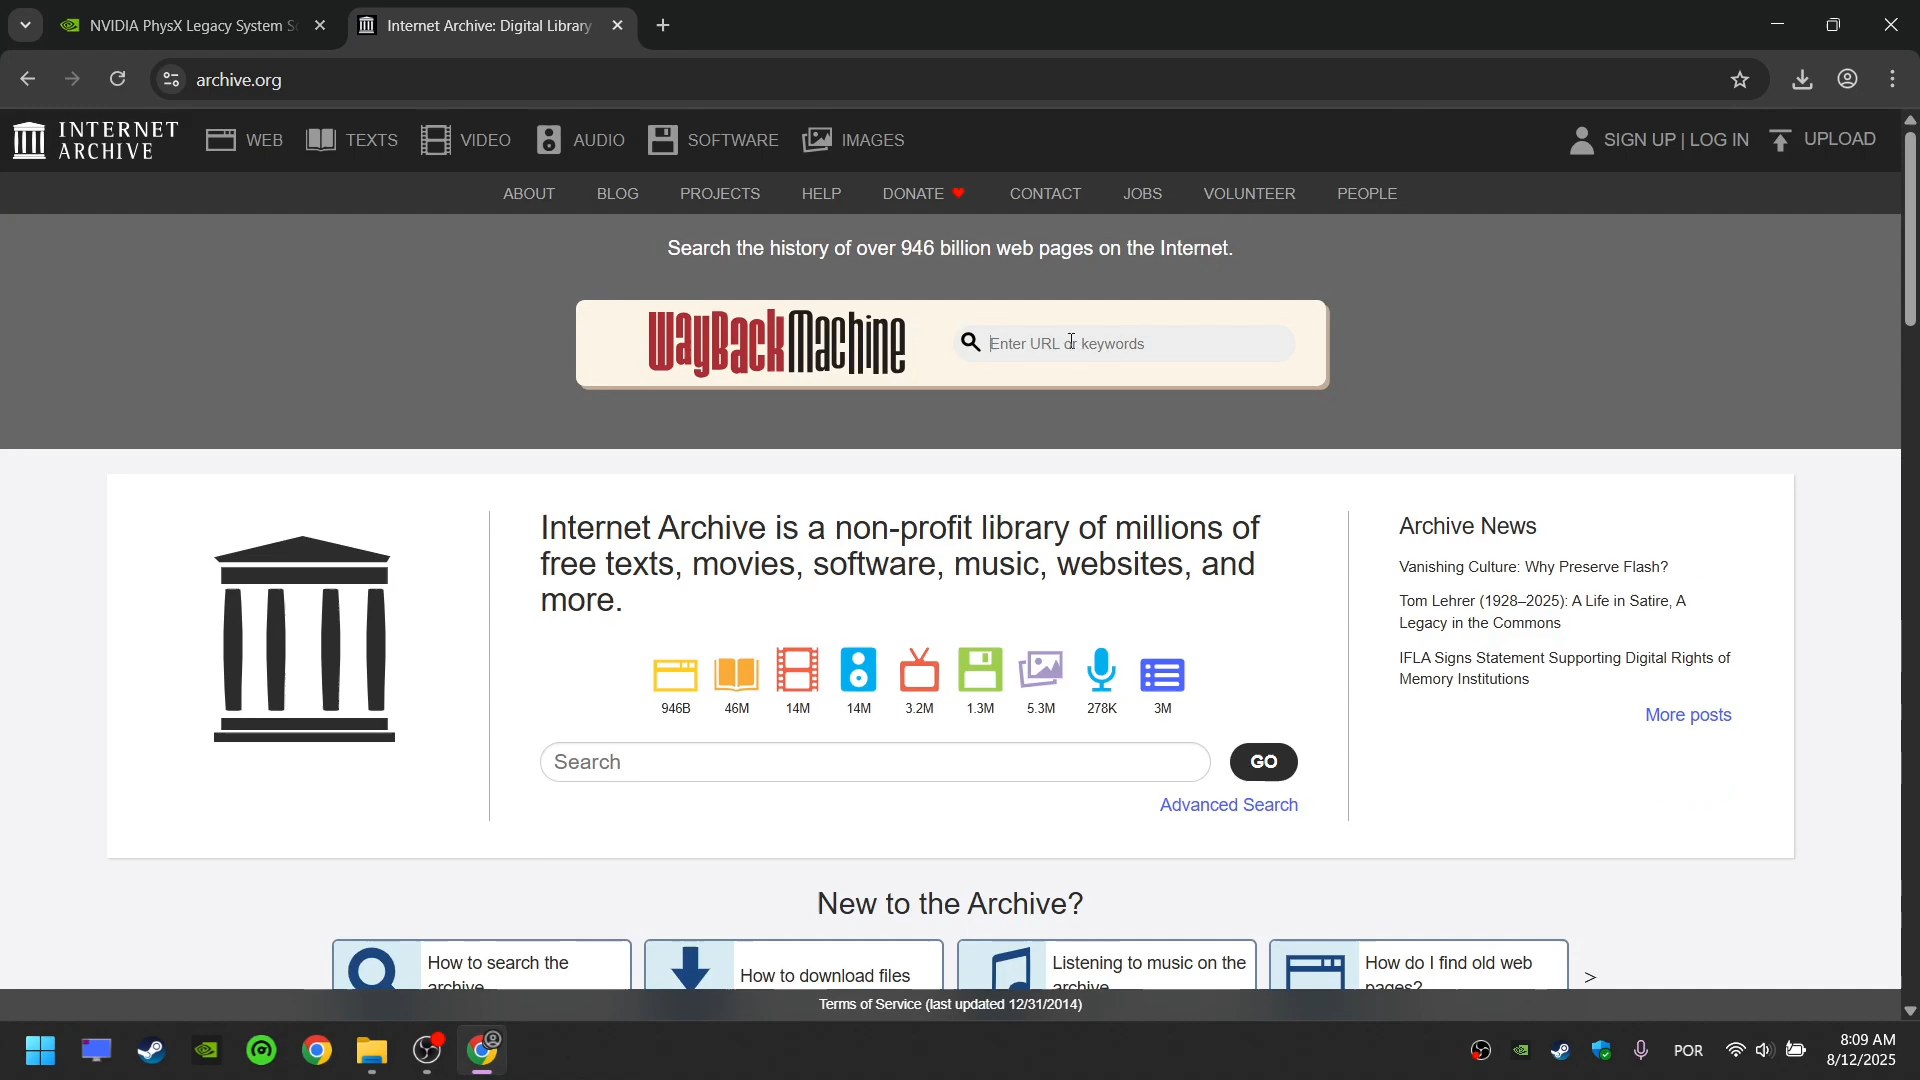 NVIDIA PhysX Legacy System S
Internet Archive: Digital Library
archive.org
INTERNET
ARCHIVE
WEB
TEXTS
VIDEO
AUDIO
SOFTWARE
IMAGES
SIGN UP | LOG IN
UPLOAD
ABOUT
BLOG
PROJECTS
HELP
DONATE
CONTACT
JOBS
VOLUNTEER
PEOPLE
Search the history of over 946 billion web pages on the Internet.
WayBackMachine
Enter URL or keywords
Internet Archive is a non-profit library of millions of
free texts, movies, software, music, websites, and
more.
946B
46M
14M
14M
3.2M
1.3M
5.3M
278K
3M
Search
GO
Advanced Search
Archive News
Vanishing Culture: Why Preserve Flash?
Tom Lehrer (1928–2025): A Life in Satire, A
Legacy in the Commons
IFLA Signs Statement Supporting Digital Rights of
Memory Institutions
More posts
New to the Archive?
How to search the
archive
How to download files
Listening to music on the
archive
How do I find old web
pages?
>
Terms of Service (last updated 12/31/2014)
POR
8:09 AM
8/12/2025